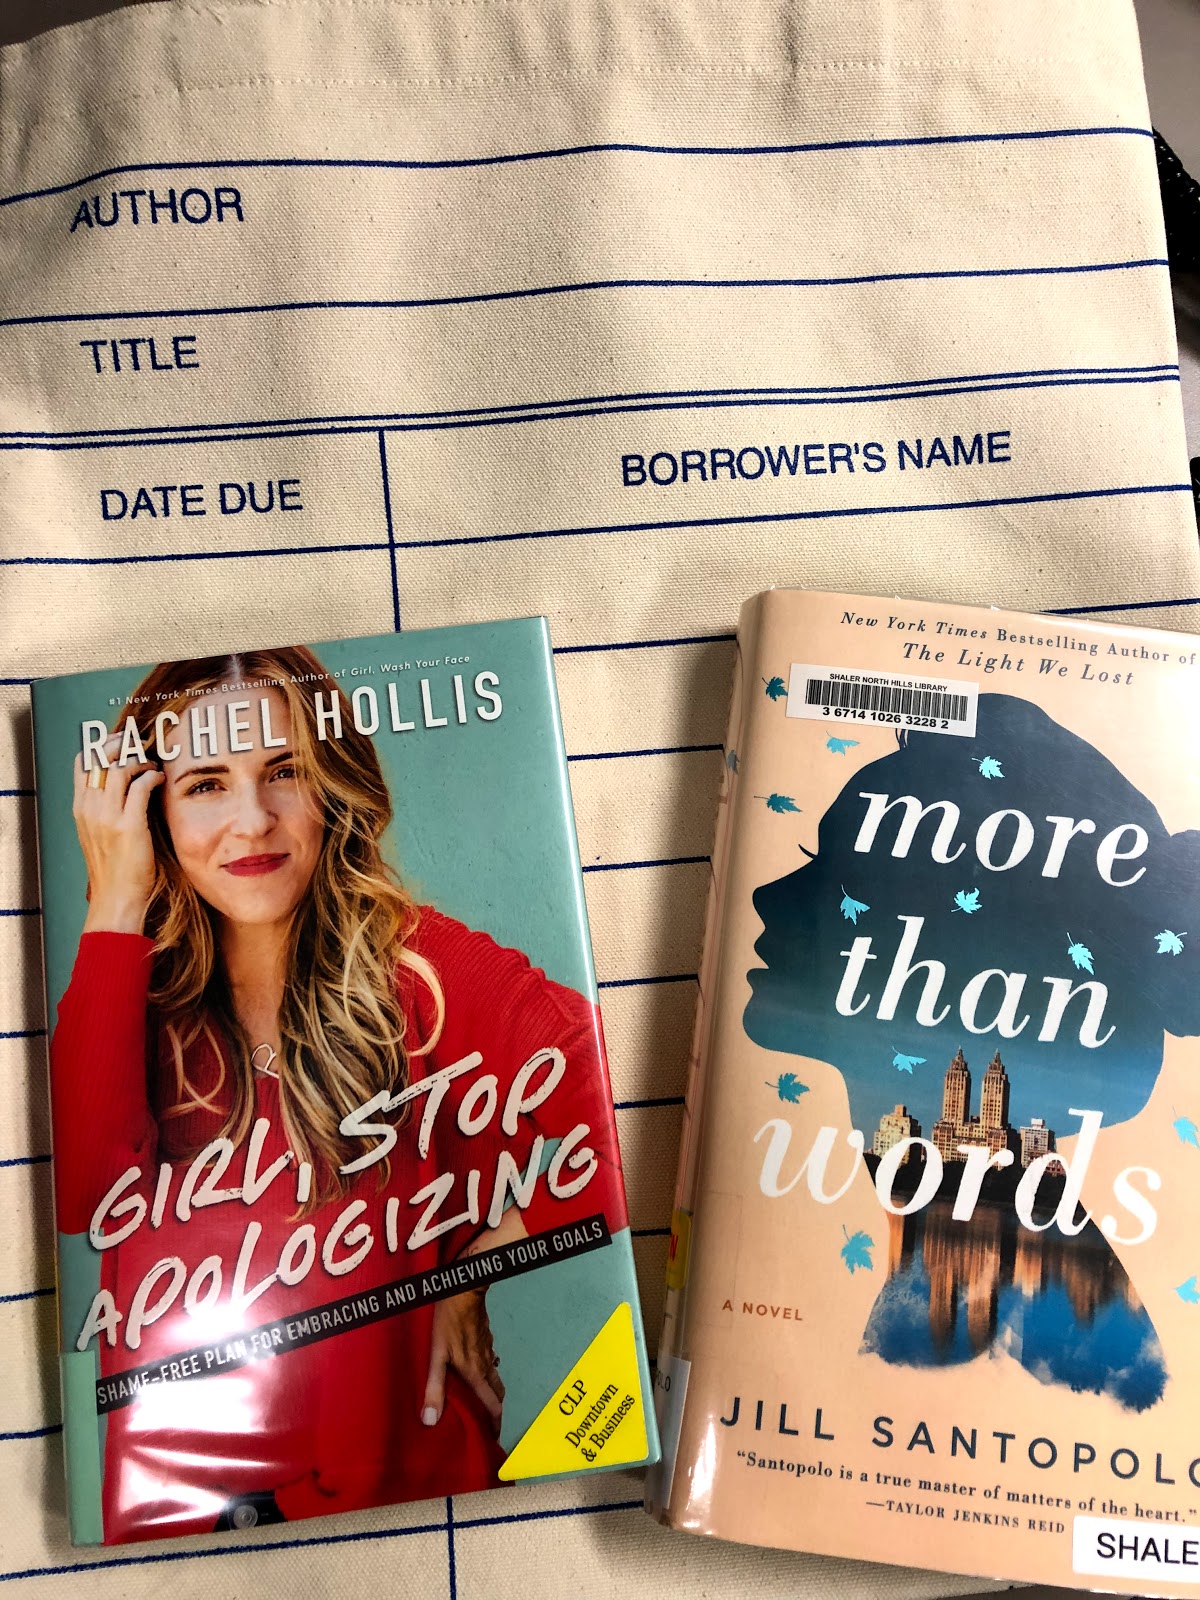 AUTHOR
TITLE
DATE DUE
BORROWER'S NAME
#1 New York Times Bestselling Author of Girl, Wash Your Face
RACHEL HOLLIS
GIRL, STOP
APOLOGIZING
SHAME-FREE PLAN FOR EMBRACING AND ACHIEVING YOUR GOALS
CLP
Downtown
& Business
New York Times Bestselling Author of
The Light We Lost
SHALER NORTH HILLS LIBRARY
3 6714 1026 3228 2
more
than
words
A NOVEL
JILL SANTOPOLO
"Santopolo is a true master of matters of the heart."
—TAYLOR JENKINS REID
SHALE